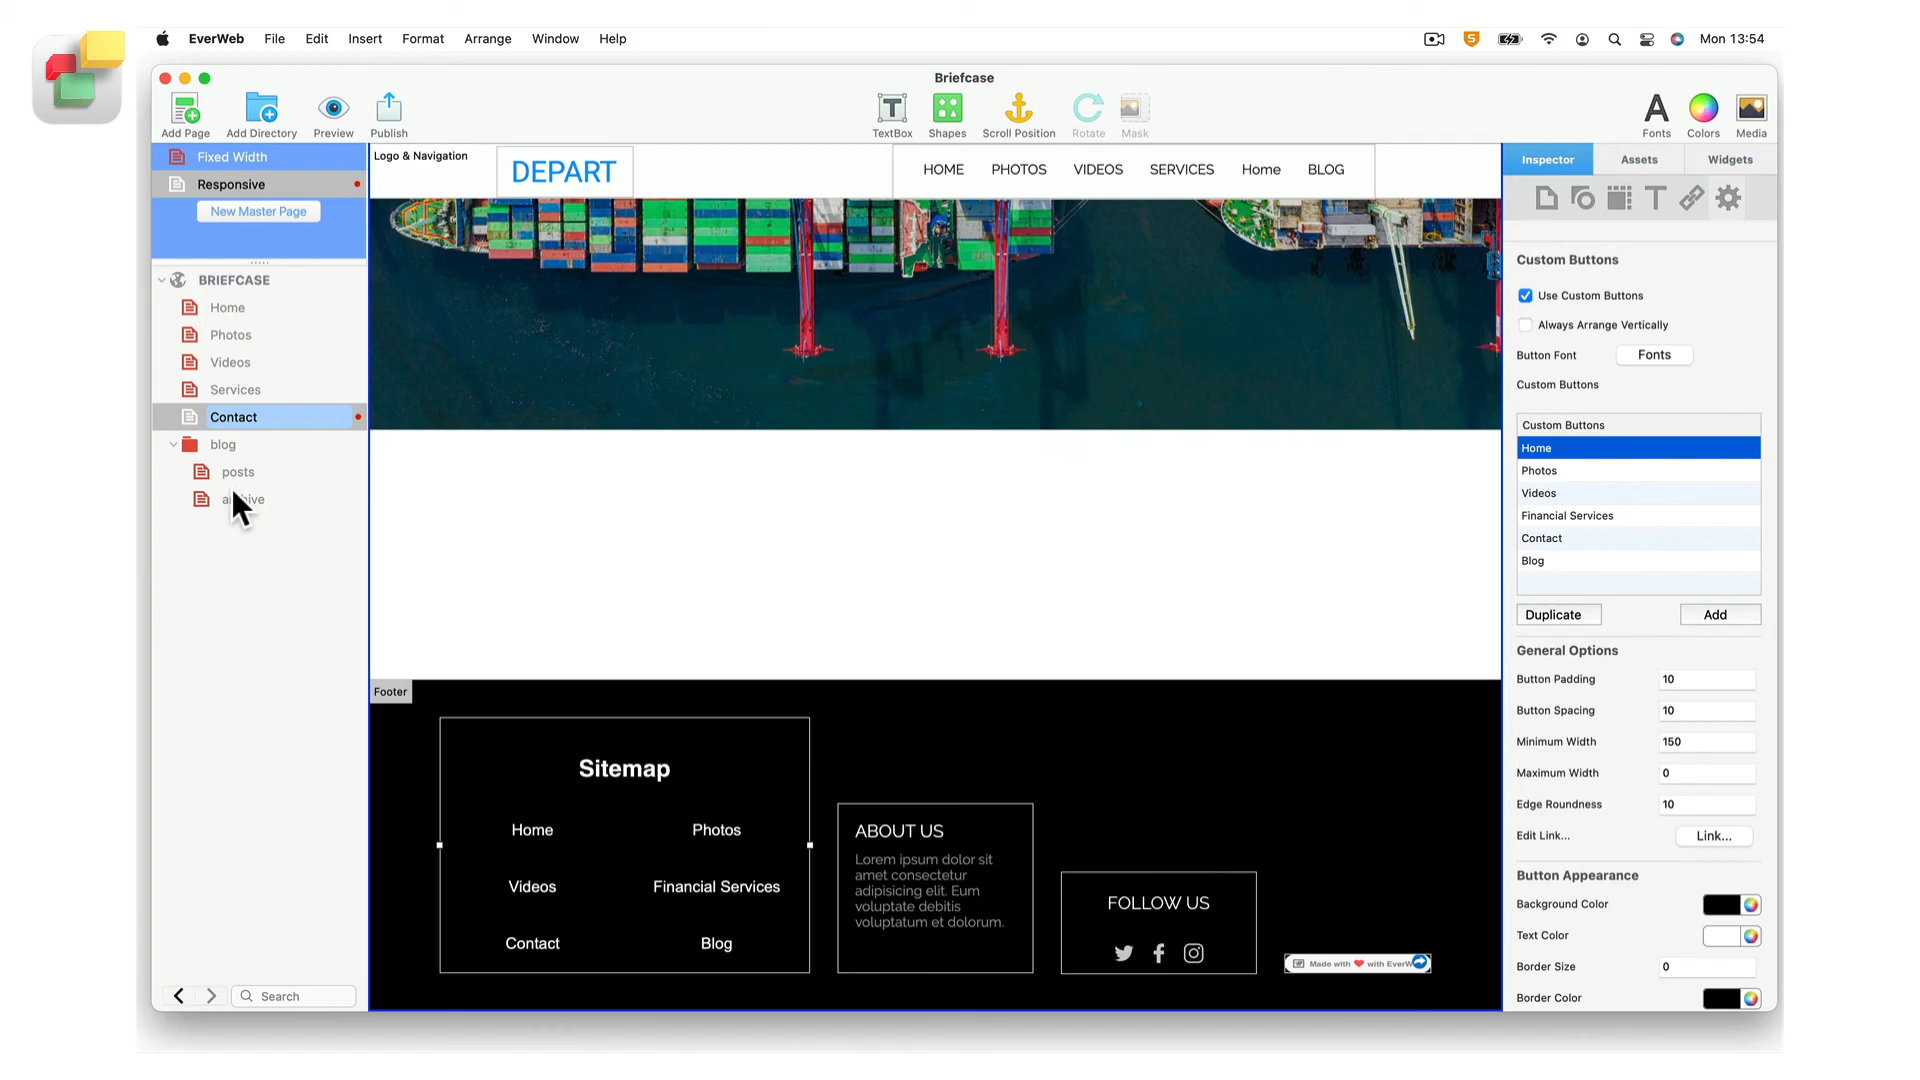 EverWeb File Edit Insert Format Arrange Window Help
S
Mon 13:54
Briefcase
Add Page Add Directory Preview Publish
T
TextBox Shapes Scroll Position Rotate Mask
A
Fonts Colors Media
Fixed Width
Responsive
New Master Page
BRIEFCASE
Home
Photos
Videos
Services
Contact
blog
posts
Search
Logo & Navigation
DEPART
HOME PHOTOS VIDEOS SERVICES Home BLOG
Footer
Sitemap
Home Photos
Videos Financial Services
Contact Blog
ABOUT US
Lorem ipsum dolor sit
amet consectetur
adipisicing elit. Eum
voluptate debitis
voluptatum et dolorum.
FOLLOW US
Made with ❤ with
Inspector Assets Widgets
T
Custom Buttons
Use Custom Buttons
Always Arrange Vertically
Button Font Fonts
Custom Buttons
Custom Buttons
Home
Photos
Videos
Financial Services
Contact
Blog
Duplicate Add
General Options
Button Padding 10
Button Spacing 10
Minimum Width 150
Maximum Width 0
Edge Roundness 10
Edit Link... Link...
Button Appearance
Background Color
Text Color
Border Size 0
Border Color